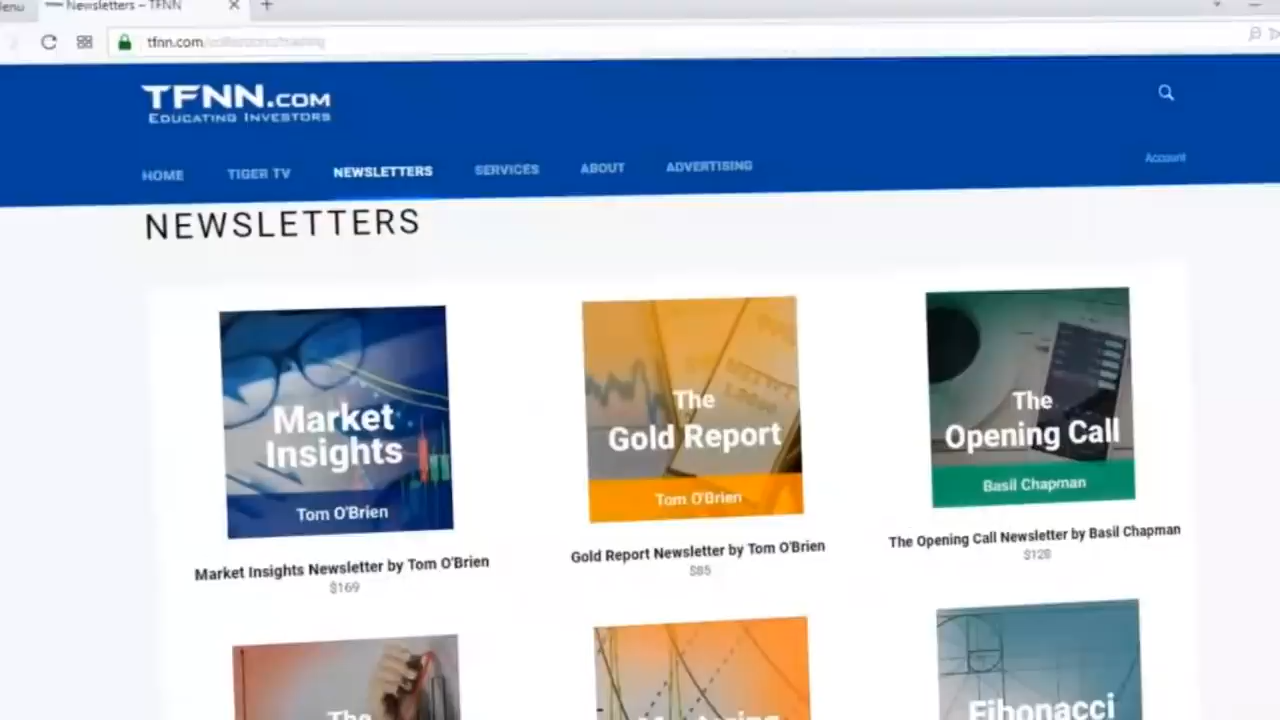 Menu
Newsletters – TFNN
tfnn.com
TFNN.COM
EDUCATING INVESTORS
HOME
TIGER TV
NEWSLETTERS
SERVICES
ABOUT
ADVERTISING
Account
NEWSLETTERS
Market
Insights
Tom O'Brien
Market Insights Newsletter by Tom O'Brien
$169
The
Gold Report
Tom O'Brien
Gold Report Newsletter by Tom O'Brien
$85
The
Opening Call
Basil Chapman
The Opening Call Newsletter by Basil Chapman
$128
The
Fibonacci